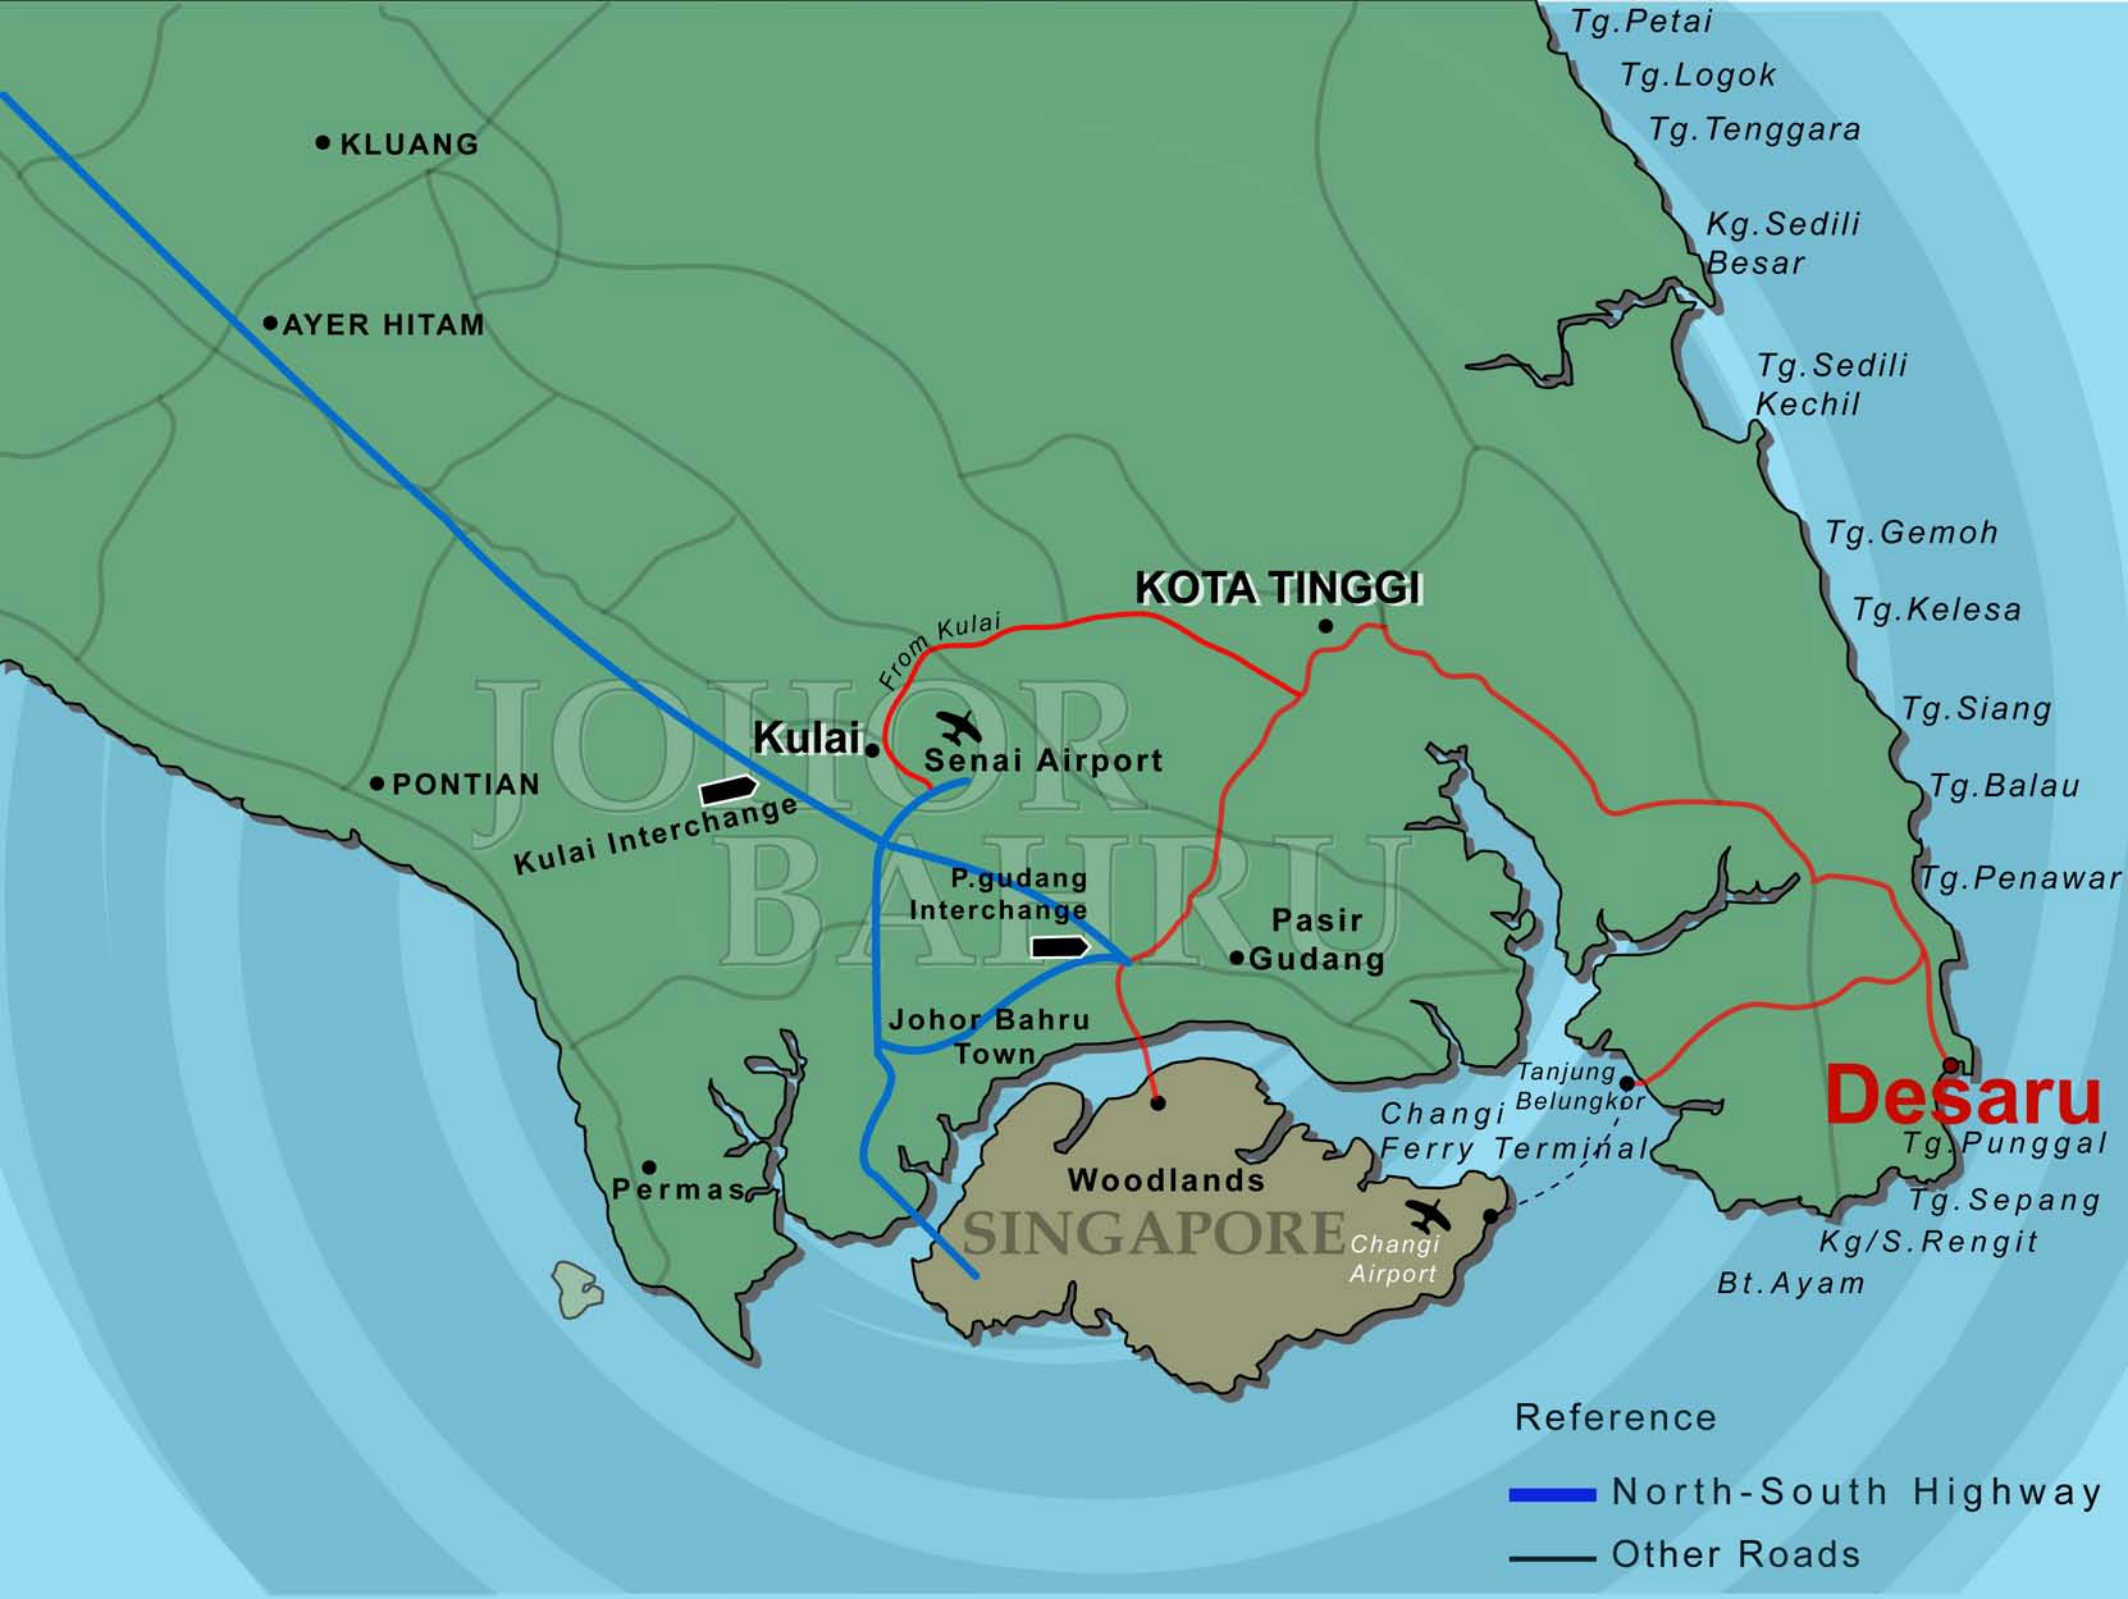 Tg.Petai
Tg.Logok
Tg.Tenggara
KLUANG
Kg.Sedili
Besar
AYER HITAM
Tg.Sedili
Kechil
Tg.Gemoh
KOTA TINGGI
Tg.Kelesa
From Kulai
JOHOR
BAHRU
Tg.Siang
Kulai
Senai Airport
PONTIAN
Tg.Balau
Kulai Interchange
P.gudang
Interchange
Tg.Penawar
Pasir
Gudang
Johor Bahru
Town
Tanjung
Belungkor
Desaru
Changi
Ferry Terminal
Tg.Punggal
Woodlands
Permas
SINGAPORE
Tg.Sepang
Changi
Airport
Kg/S.Rengit
Bt.Ayam
Reference
North-South Highway
Other Roads